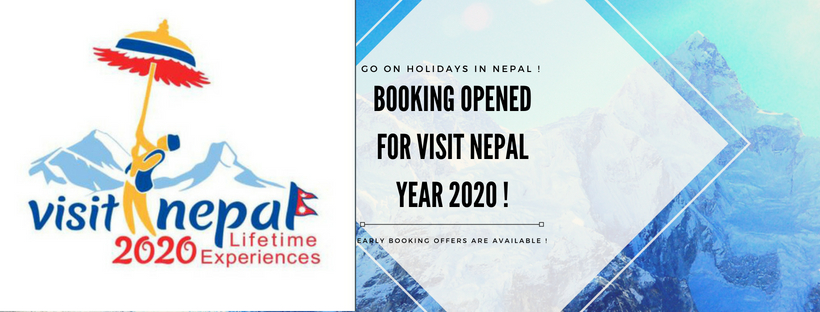 visit nepal
2020 Lifetime
Experiences
GO ON HOLIDAYS IN NEPAL !
BOOKING OPENED
FOR VISIT NEPAL
YEAR 2020 !
EARLY BOOKING OFFERS ARE AVAILABLE !